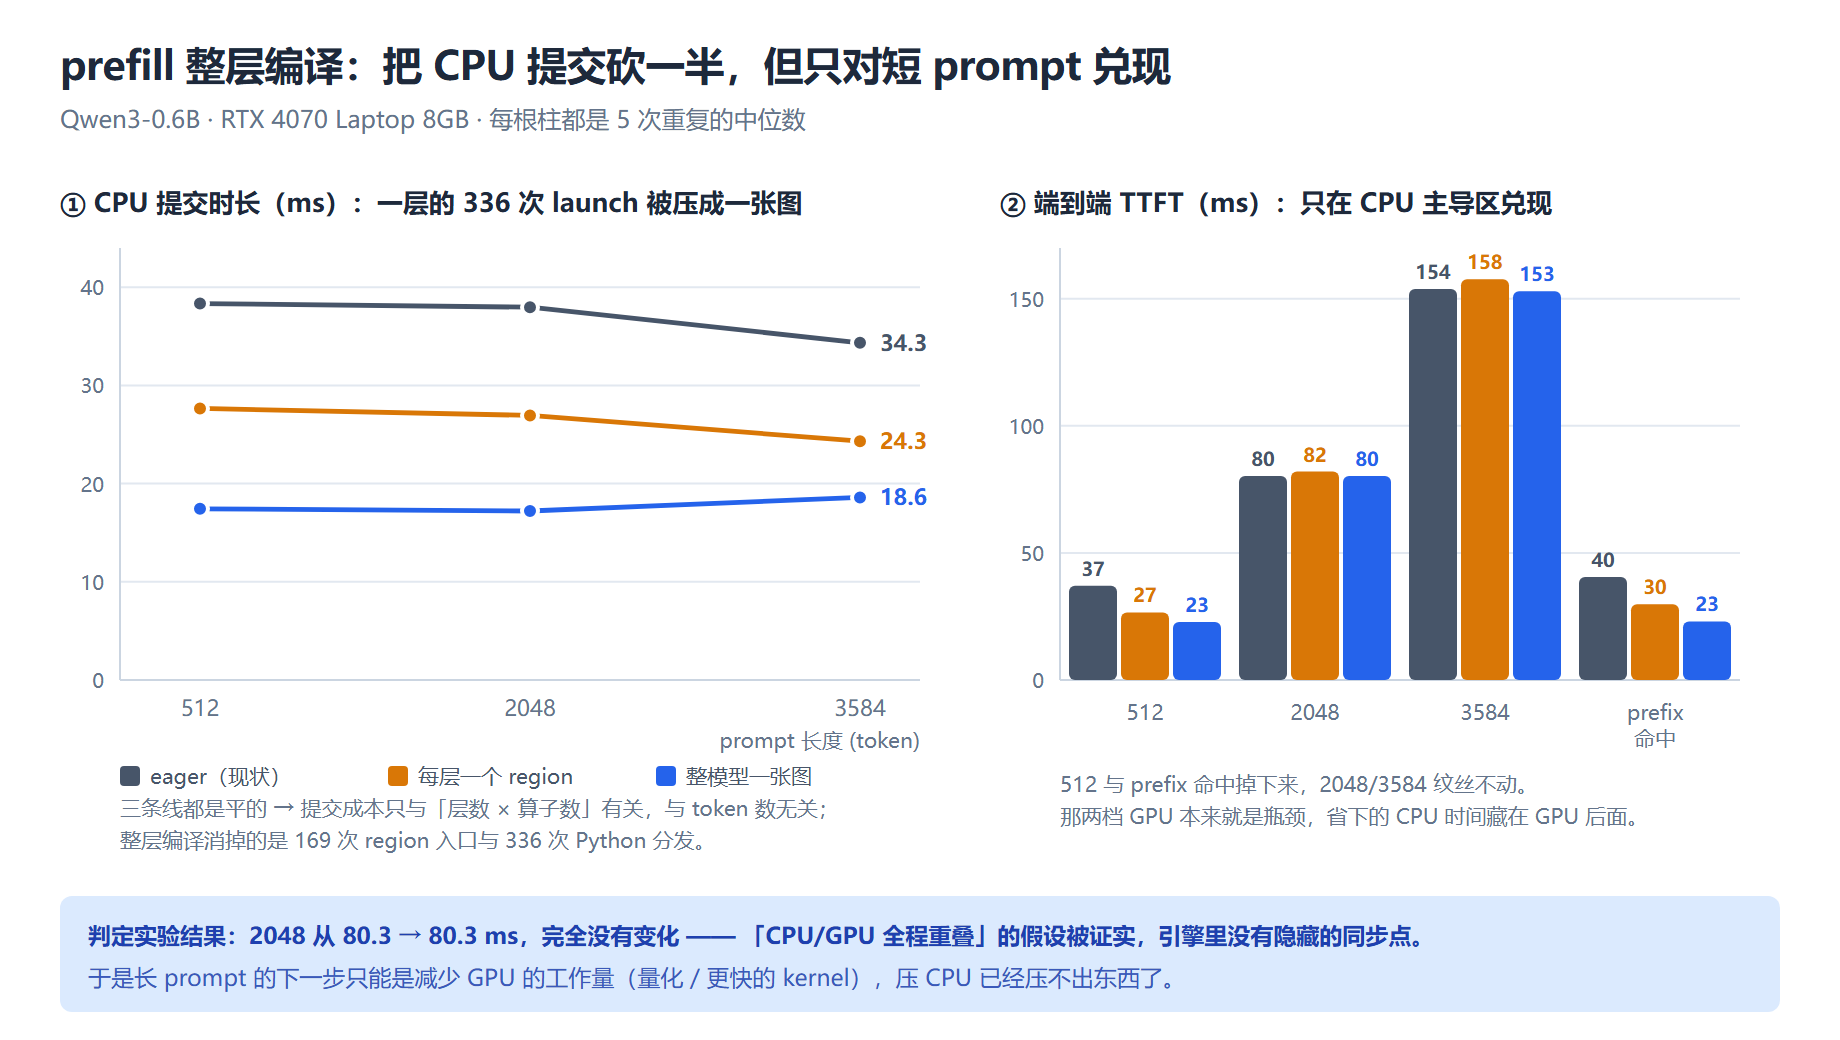 prefill 整层编译：把 CPU 提交砍一半，但只对短 prompt 兑现
Qwen3-0.6B · RTX 4070 Laptop 8GB · 每根柱都是 5 次重复的中位数
① CPU 提交时长（ms）：一层的 336 次 launch 被压成一张图
40
30
20
10
0
34.3
24.3
18.6
512
2048
3584
prompt 长度 (token)
eager（现状）
每层一个 region
整模型一张图
三条线都是平的 → 提交成本只与「层数 × 算子数」有关，与 token 数无关；
整层编译消掉的是 169 次 region 入口与 336 次 Python 分发。
② 端到端 TTFT（ms）：只在 CPU 主导区兑现
150
100
50
0
37
27
23
80
82
80
154
158
153
40
30
23
512
2048
3584
prefix
命中
512 与 prefix 命中掉下来，2048/3584 纹丝不动。
那两档 GPU 本来就是瓶颈，省下的 CPU 时间藏在 GPU 后面。
判定实验结果：2048 从 80.3 → 80.3 ms，完全没有变化 —— 「CPU/GPU 全程重叠」的假设被证实，引擎里没有隐藏的同步点。
于是长 prompt 的下一步只能是减少 GPU 的工作量（量化 / 更快的 kernel），压 CPU 已经压不出东西了。